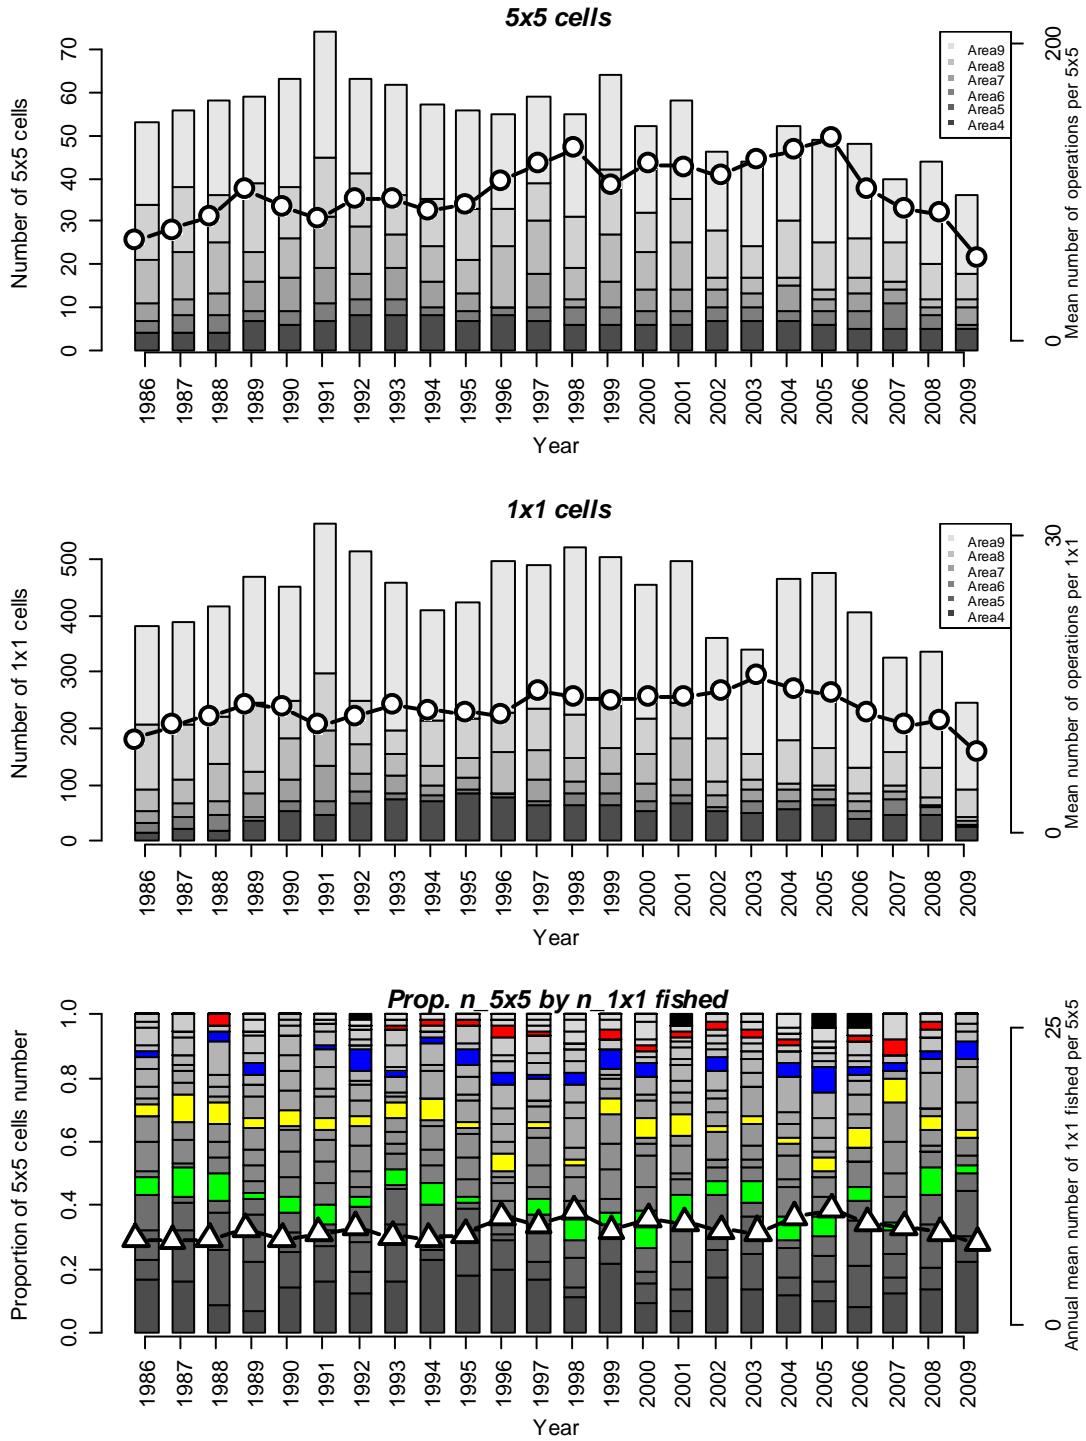 5x5 cells
Number of 5x5 cells
70
60
50
40
30
20
10
0
Area9
Area8
Area7
Area6
Area5
Area4
200
0
Mean number of operations per 5x5
1986 1987 1988 1989 1990 1991 1992 1993 1994 1995 1996 1997 1998 1999 2000 2001 2002 2003 2004 2005 2006 2007 2008 2009
Year
1x1 cells
Number of 1x1 cells
500
400
300
200
100
0
Area9
Area8
Area7
Area6
Area5
Area4
30
0
Mean number of operations per 1x1
1986 1987 1988 1989 1990 1991 1992 1993 1994 1995 1996 1997 1998 1999 2000 2001 2002 2003 2004 2005 2006 2007 2008 2009
Year
Prop. n_5x5 by n_1x1 fished
Proportion of 5x5 cells number
1.0
0.8
0.6
0.4
0.2
0.0
25
0
Annual mean number of 1x1 fished per 5x5
1986 1987 1988 1989 1990 1991 1992 1993 1994 1995 1996 1997 1998 1999 2000 2001 2002 2003 2004 2005 2006 2007 2008 2009
Year